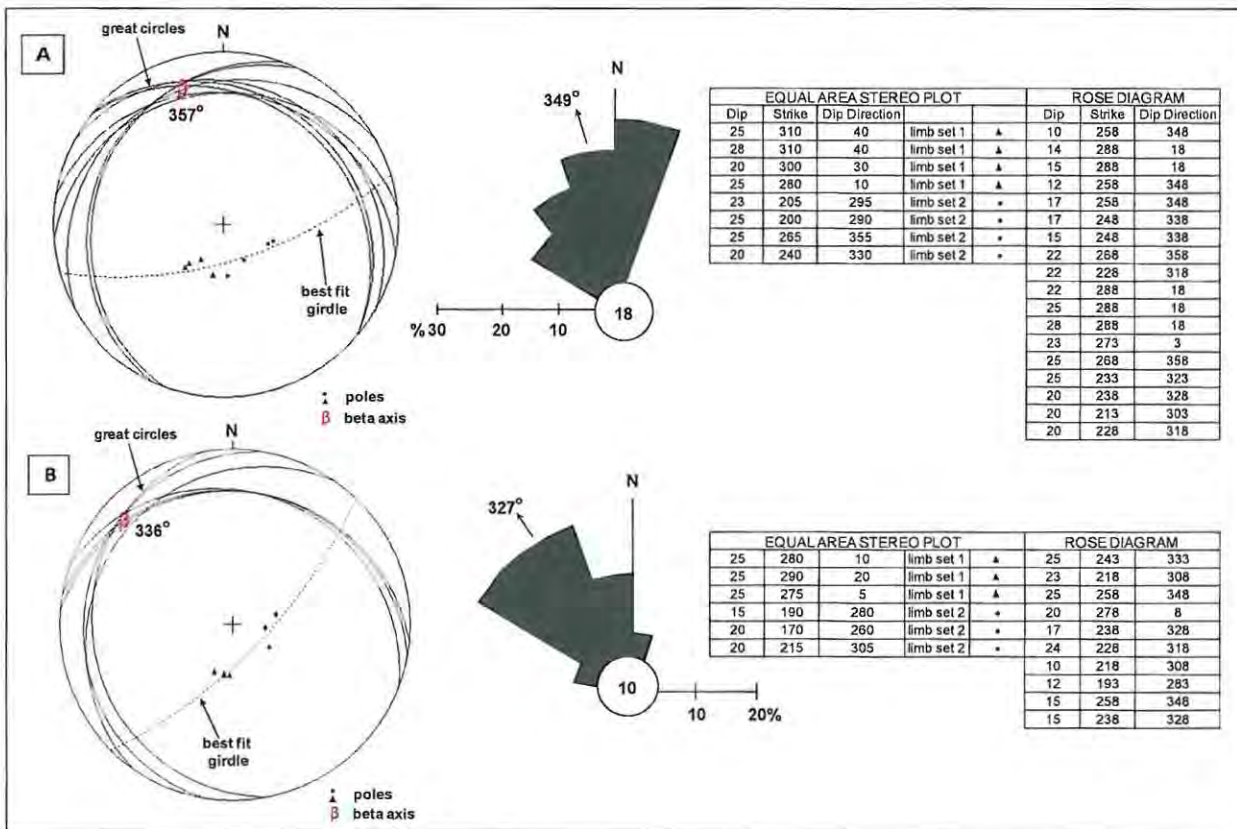 A
great circles
N
β
357°
best fit
girdle
poles
β beta axis
N
349°
18
% 30 20 10
EQUAL AREA STEREO PLOT ROSE DIAGRAM
Dip Strike Dip Direction Dip Strike Dip Direction
25 310 40 limb set 1 ▲ 10 258 348
28 310 40 limb set 1 ▲ 14 288 18
20 300 30 limb set 1 ▲ 15 288 18
25 280 10 limb set 1 ▲ 12 258 348
23 205 295 limb set 2 • 17 258 348
25 200 290 limb set 2 • 17 248 338
25 265 355 limb set 2 • 15 248 338
20 240 330 limb set 2 • 22 268 358
22 228 318
22 288 18
25 288 18
28 288 18
23 273 3
25 268 358
25 233 323
20 238 328
20 213 303
20 228 318
B
great circles
N
β
336°
best fit
girdle
poles
β beta axis
N
327°
10
10 20%
EQUAL AREA STEREO PLOT ROSE DIAGRAM
25 280 10 limb set 1 ▲ 25 243 333
25 290 20 limb set 1 ▲ 23 218 308
25 275 5 limb set 1 ▲ 25 258 348
15 190 280 limb set 2 • 20 278 8
20 170 260 limb set 2 • 17 238 328
20 215 305 limb set 2 • 24 228 318
10 218 308
12 193 283
15 258 348
15 238 328